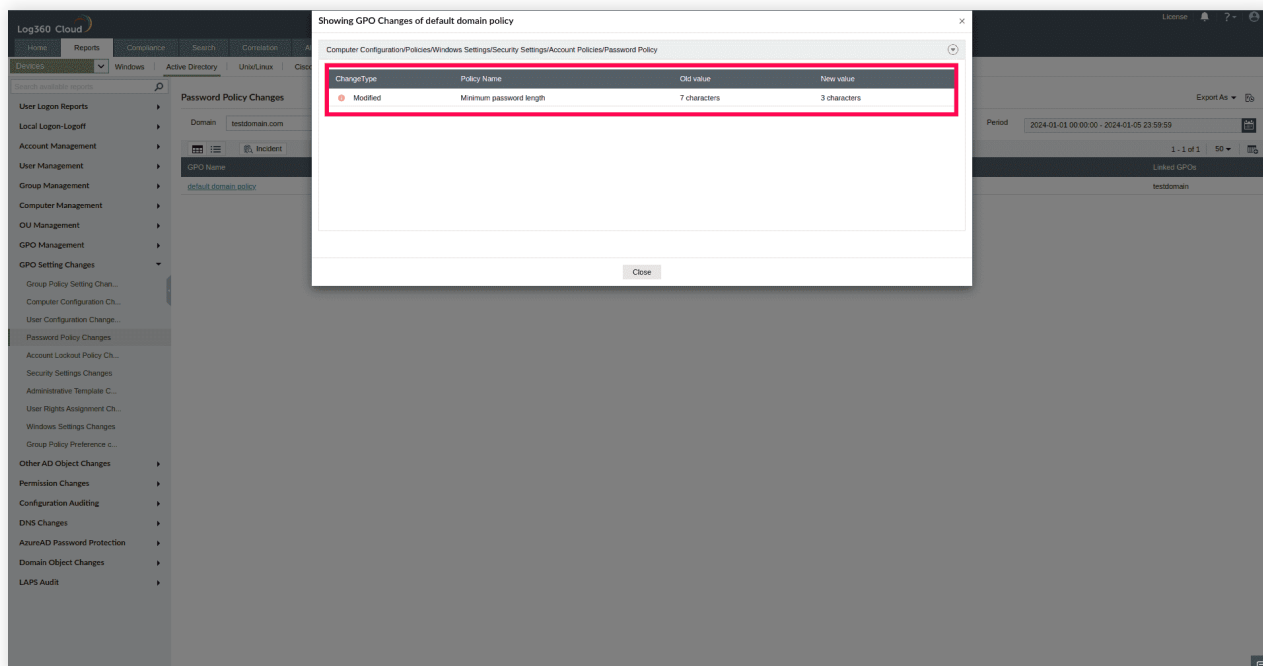 Log360 Cloud
License ?
Home Reports Compliance Search Correlation
Devices Windows Active Directory Unix/Linux Cisco
Search available reports
User Logon Reports
Local Logon-Logoff
Account Management
User Management
Group Management
Computer Management
OU Management
GPO Management
GPO Setting Changes
Group Policy Setting Chan...
Computer Configuration Ch...
User Configuration Change...
Password Policy Changes
Account Lockout Policy Ch...
Security Settings Changes
Administrative Template C...
User Rights Assignment Ch...
Windows Settings Changes
Group Policy Preference c...
Other AD Object Changes
Permission Changes
Configuration Auditing
DNS Changes
AzureAD Password Protection
Domain Object Changes
LAPS Audit
Password Policy Changes
Export As
Domain testdomain.com
Period 2024-01-01 00:00:00 - 2024-01-05 23:59:59
Incident
1 - 1 of 1 50
GPO Name Linked GPOs
default domain policy testdomain
Showing GPO Changes of default domain policy ×
Computer Configuration/Policies/Windows Settings/Security Settings/Account Policies/Password Policy
ChangeType Policy Name Old value New value
Modified Minimum password length 7 characters 3 characters
Close